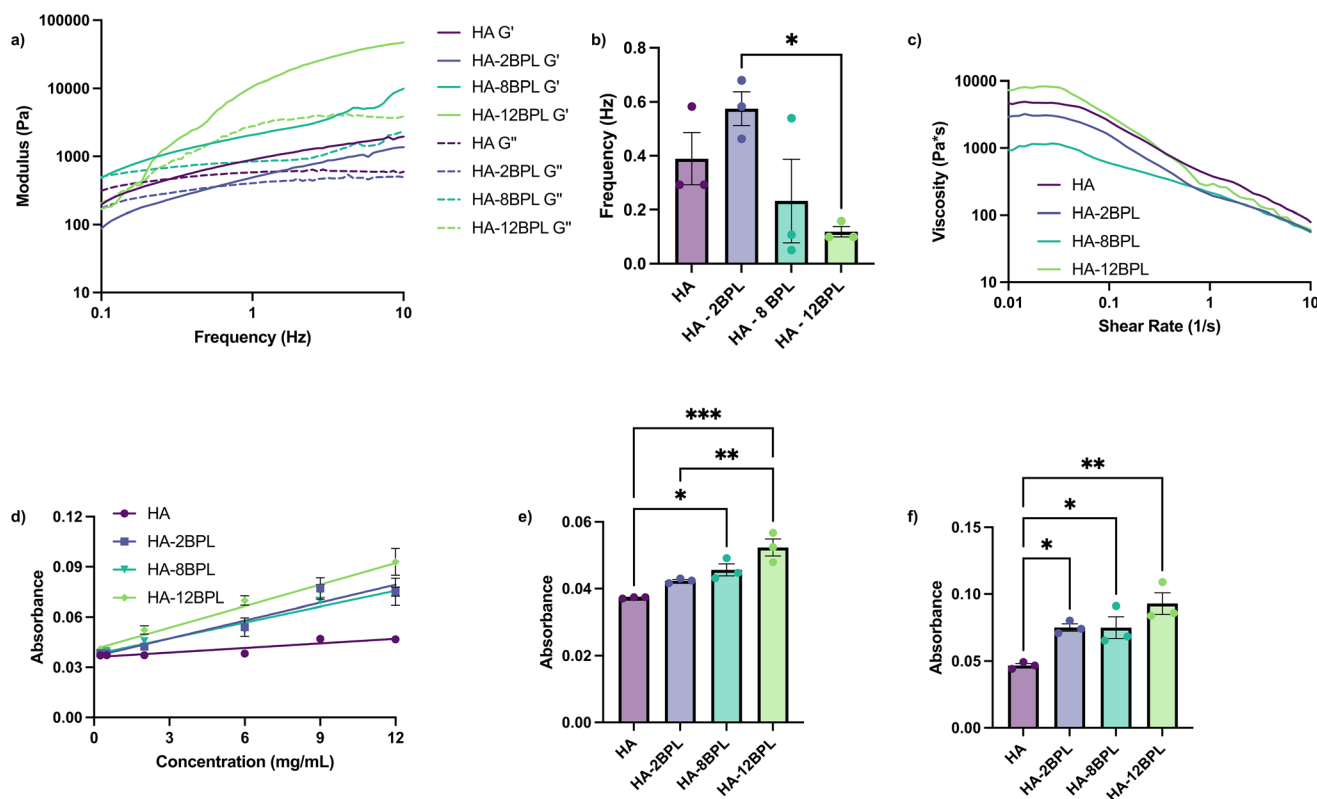 a)
Modulus (Pa)
100000
10000
1000
100
10
0.1
1
10
Frequency (Hz)
HA G'
HA-2BPL G'
HA-8BPL G'
HA-12BPL G'
HA G"
HA-2BPL G"
HA-8BPL G"
HA-12BPL G"
b)
Frequency (Hz)
0.8
0.6
0.4
0.2
0.0
*
HA
HA - 2BPL
HA - 8 BPL
HA - 12BPL
c)
Viscosity (Pa*s)
10000
1000
100
10
0.01
0.1
1
10
Shear Rate (1/s)
HA
HA-2BPL
HA-8BPL
HA-12BPL
d)
Absorbance
0.12
0.09
0.06
0.03
0.00
0
3
6
9
12
Concentration (mg/mL)
HA
HA-2BPL
HA-8BPL
HA-12BPL
e)
Absorbance
0.06
0.04
0.02
0.00
***
**
*
HA
HA-2BPL
HA-8BPL
HA-12BPL
f)
Absorbance
0.15
0.10
0.05
0.00
**
*
*
HA
HA-2BPL
HA-8BPL
HA-12BPL